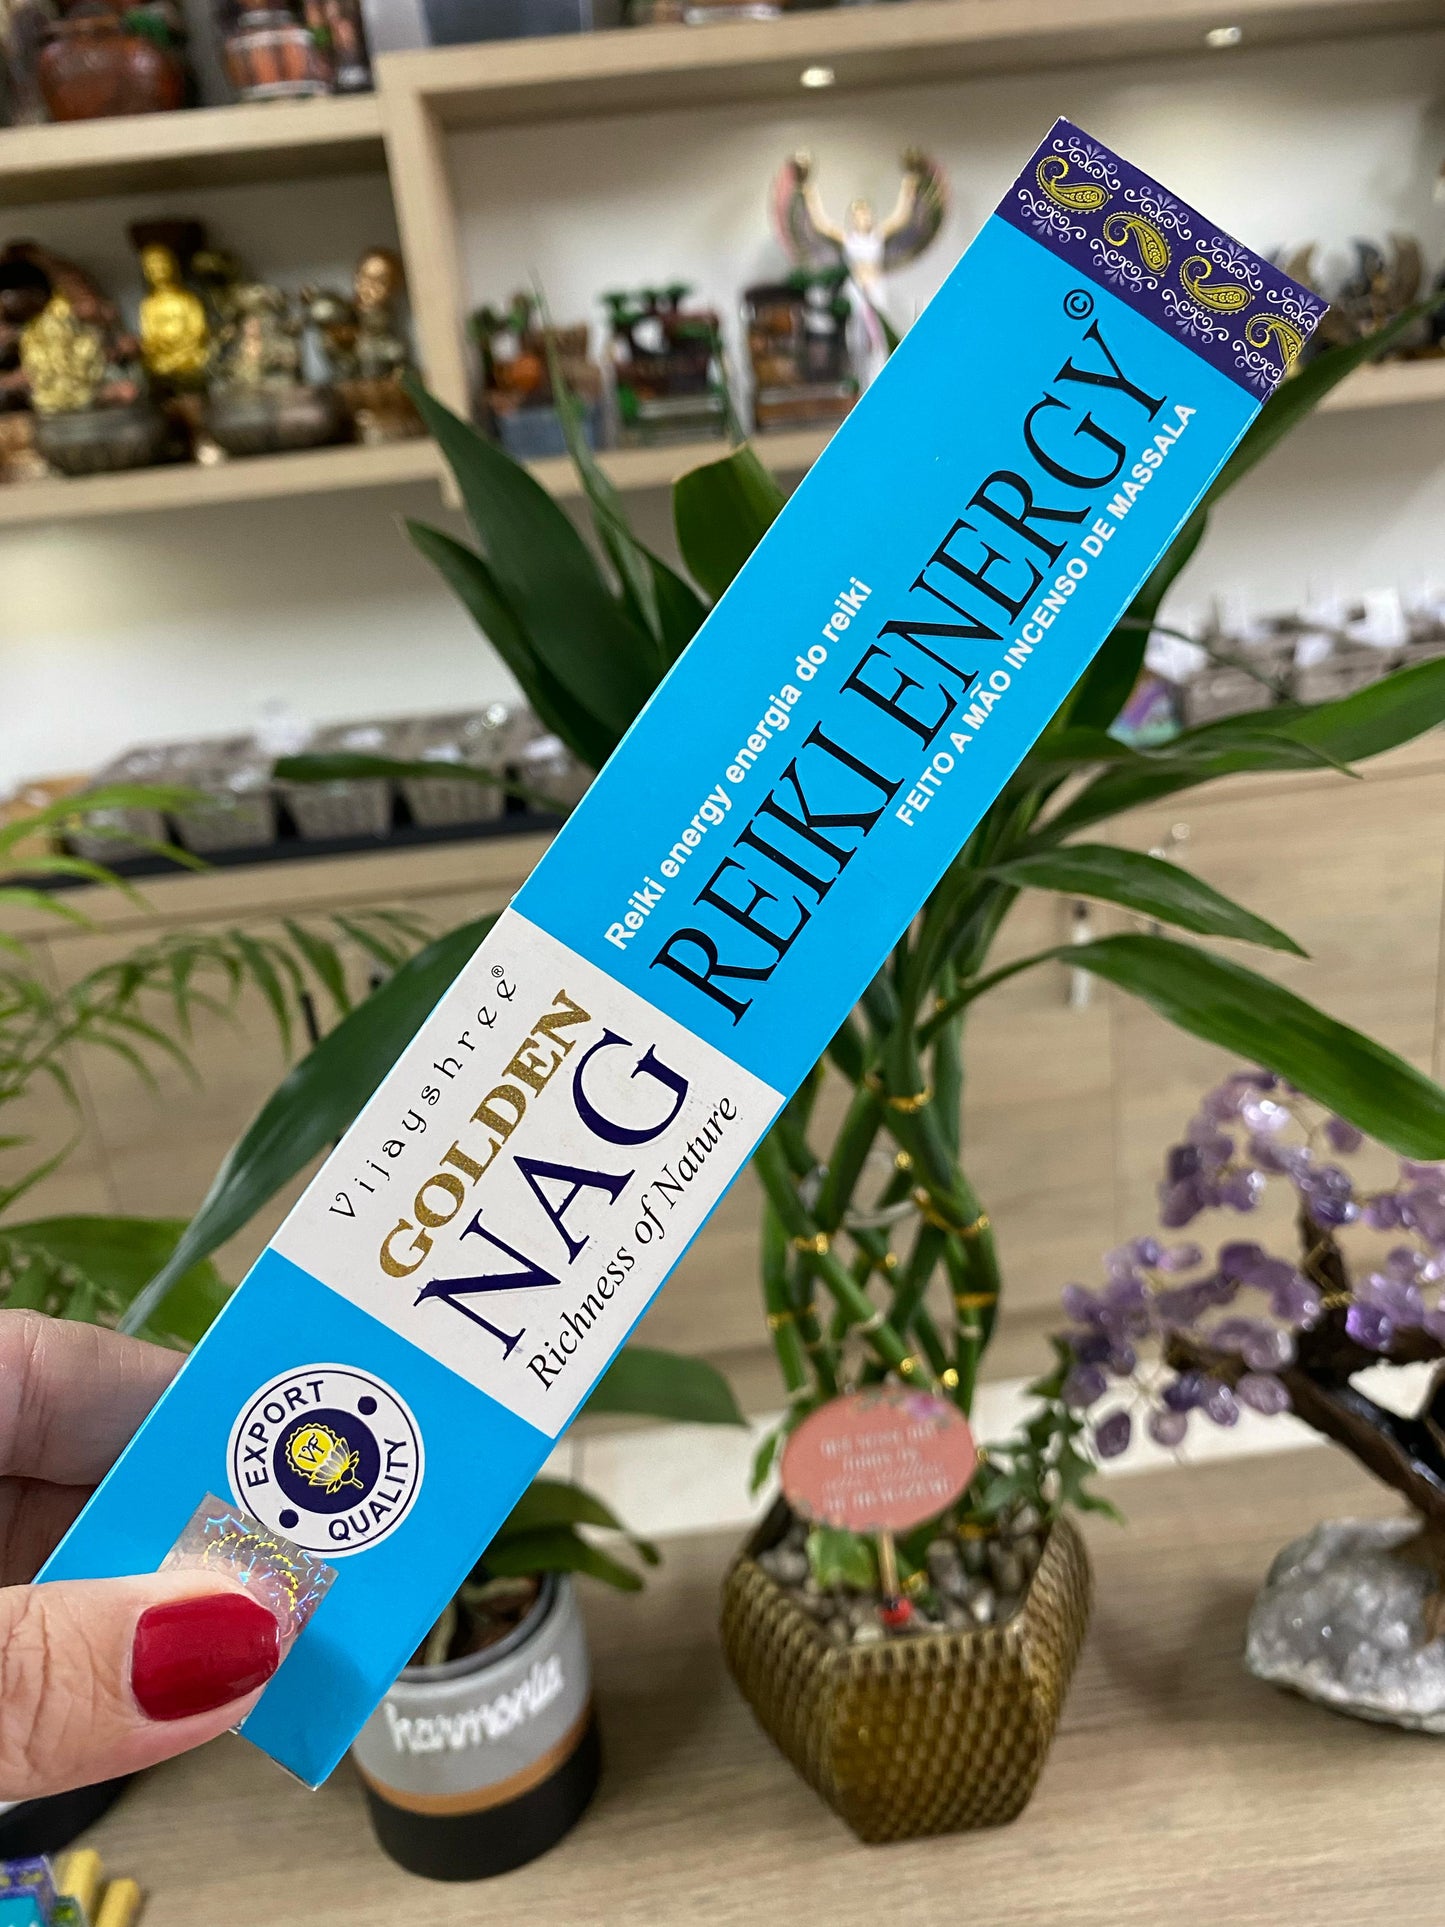 Reiki energy energia do reiki
REIKI ENERGY©
FEITO A MÃO INCENSO DE MASSALA
Vijayshree®
GOLDEN
NAG
Richness of Nature
EXPORT
VF
QUALITY
harmonia